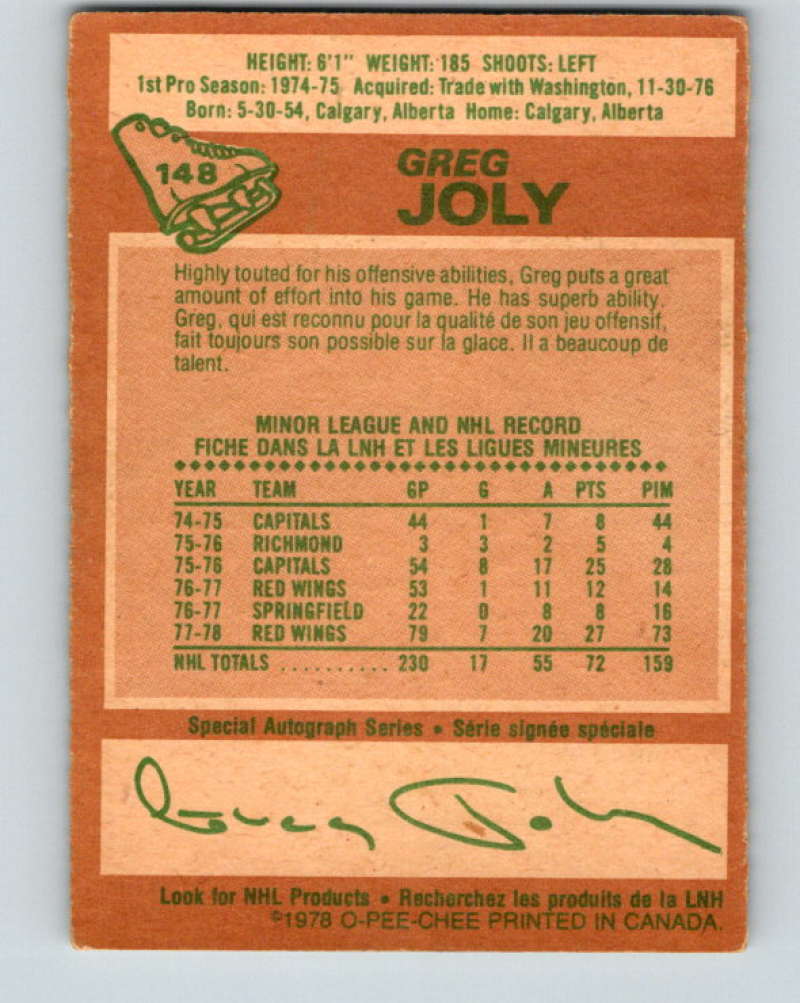 HEIGHT: 6'1" WEIGHT: 185 SHOOTS: LEFT
1st Pro Season: 1974-75 Acquired: Trade with Washington, 11-30-76
Born: 5-30-54, Calgary, Alberta Home: Calgary, Alberta
148
GREG
JOLY
Highly touted for his offensive abilities, Greg puts a great
amount of effort into his game. He has superb ability.
Greg, qui est reconnu pour la qualité de son jeu offensif,
fait toujours son possible sur la glace. Il a beaucoup de
talent.
MINOR LEAGUE AND NHL RECORD
FICHE DANS LA LNH ET LES LIGUES MINEURES
YEAR TEAM GP G A PTS PIM
74-75 CAPITALS 44 1 7 8 44
75-76 RICHMOND 3 3 2 5 4
75-76 CAPITALS 54 8 17 25 28
76-77 RED WINGS 53 1 11 12 14
76-77 SPRINGFIELD 22 0 8 8 16
77-78 RED WINGS 79 7 20 27 73
NHL TOTALS .......... 230 17 55 72 159
Special Autograph Series • Série signée spéciale
Greg Joly
Look for NHL Products • Recherchez les produits de la LNH
©1978 O-PEE-CHEE PRINTED IN CANADA.